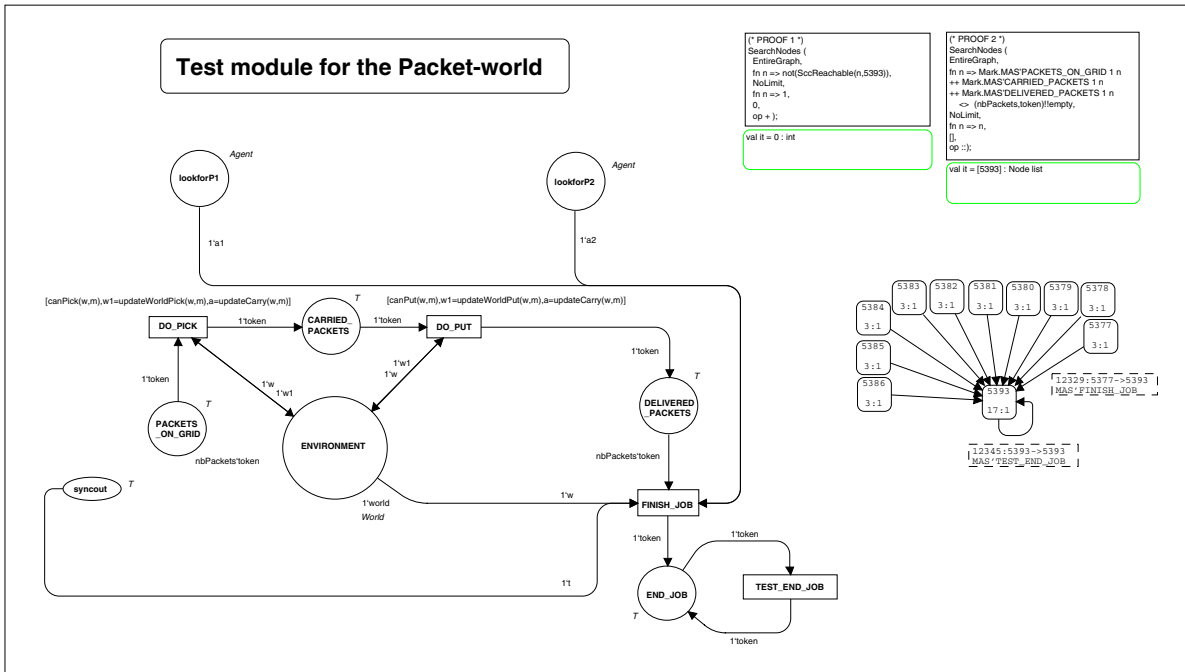 Test module for the Packet-world
(* PROOF 1 *)
SearchNodes (
EntireGraph,
fn n => not(SccReachable(n,5393)),
NoLimit,
fn n => 1,
0,
op + );
val it = 0 : int
(* PROOF 2 *)
SearchNodes (
EntireGraph,
fn n => Mark.MAS'PACKETS_ON_GRID 1 n
++ Mark.MAS'CARRIED_PACKETS 1 n
++ Mark.MAS'DELIVERED_PACKETS 1 n
<> (nbPackets,token)!!empty,
NoLimit,
fn n => n,
[],
op ::);
val it = [5393] : Node list
Agent
lookforP1
Agent
lookforP2
1'a1
1'a2
[canPick(w,m),w1=updateWorldPick(w,m),a=updateCarry(w,m)]
T
[canPut(w,m),w1=updateWorldPut(w,m),a=updateCarry(w,m)]
DO_PICK
1'token
CARRIED_
PACKETS
1'token
DO_PUT
1'token
1'w
1'w1
1'w1
1'w
1'token
T
PACKETS
_ON_GRID
nbPackets'token
ENVIRONMENT
T
DELIVERED
_PACKETS
nbPackets'token
syncout
T
1'world
World
1'w
FINISH_JOB
1'token
1't
1'token
END_JOB
T
TEST_END_JOB
1'token
5383
3:1
5382
3:1
5381
3:1
5380
3:1
5379
3:1
5378
3:1
5384
3:1
5377
3:1
5385
3:1
5386
3:1
5393
17:1
12329:5377->5393
MAS'FINISH_JOB
12345:5393->5393
MAS'TEST_END_JOB